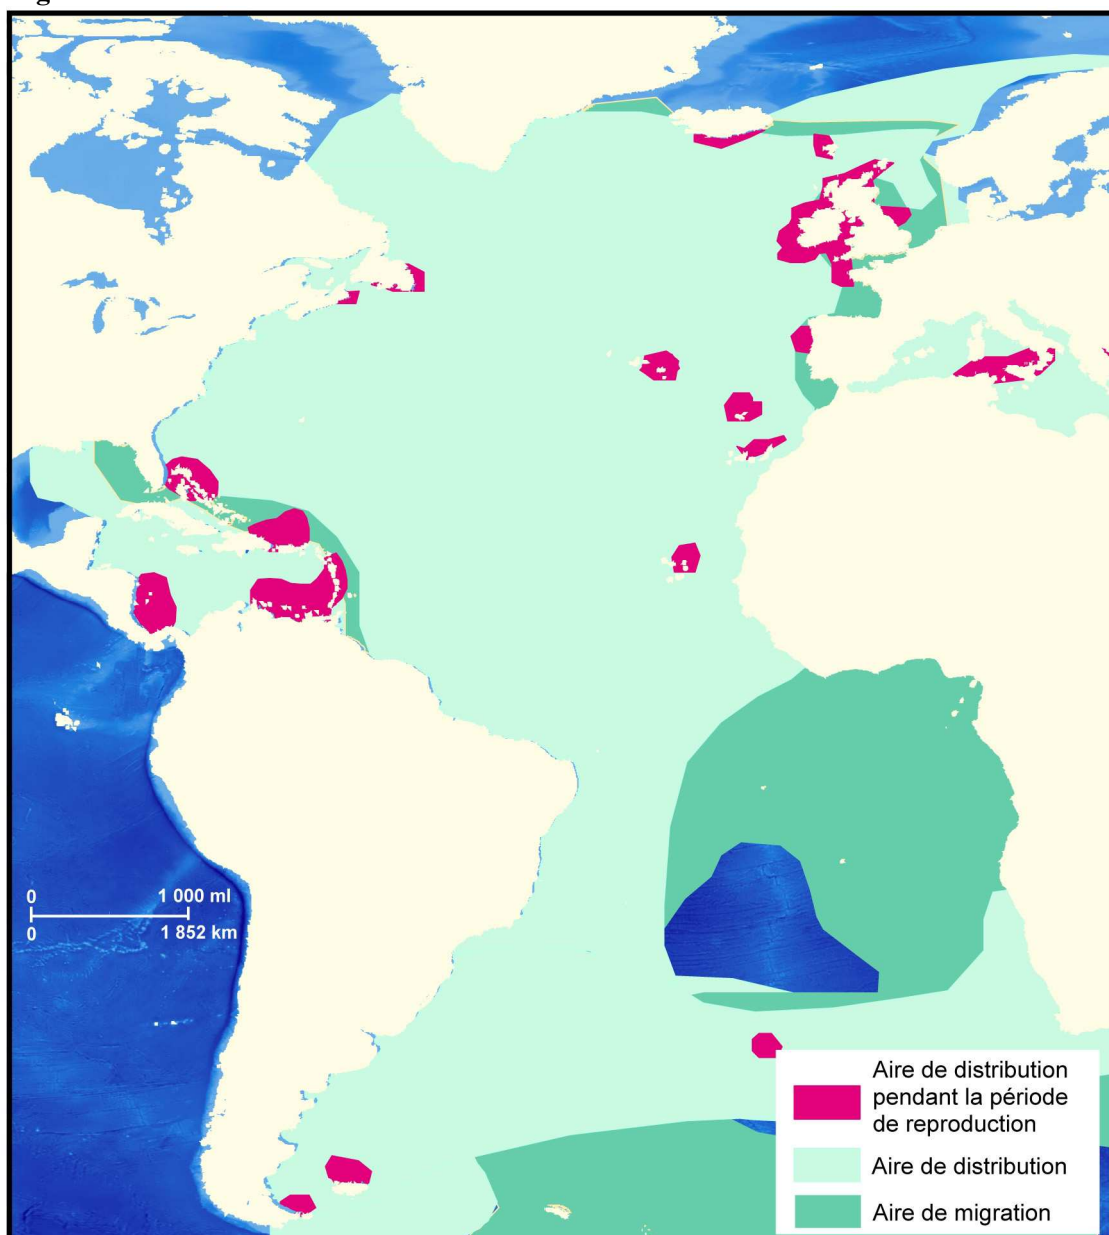 0 1 000 ml
0 1 852 km
Aire de distribution
pendant la période
de reproduction
Aire de distribution
Aire de migration